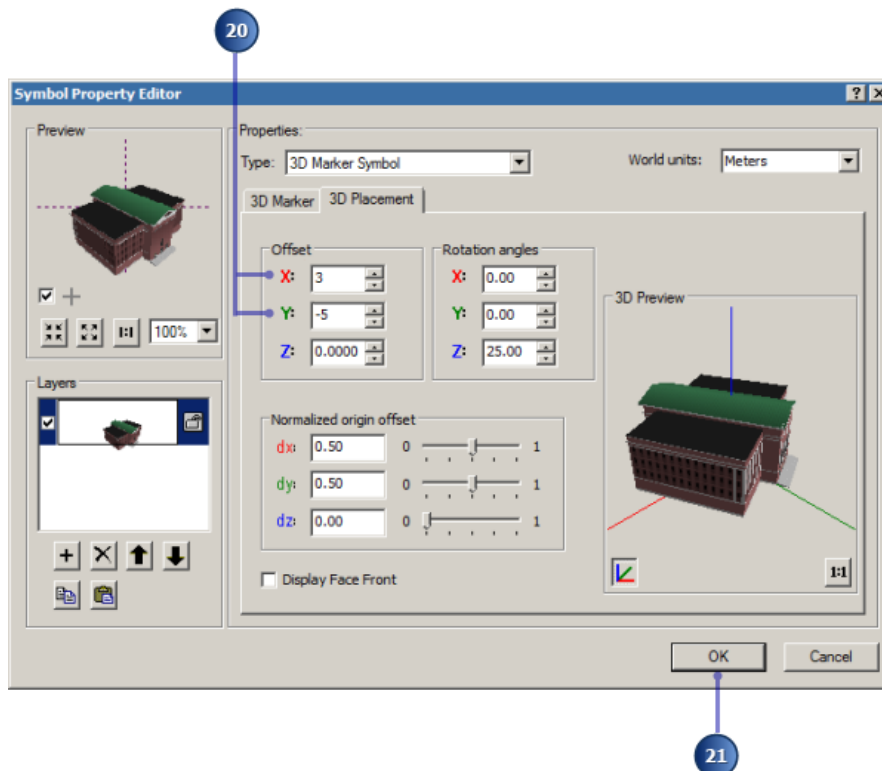 20
Symbol Property Editor
Preview
100%
Layers
Properties:
Type: 3D Marker Symbol
World units: Meters
3D Marker 3D Placement
Offset
X: 3
Y: -5
Z: 0.0000
Rotation angles
X: 0.00
Y: 0.00
Z: 25.00
Normalized origin offset
dx: 0.50 0 1
dy: 0.50 0 1
dz: 0.00 0 1
Display Face Front
3D Preview
1:1
OK Cancel
21